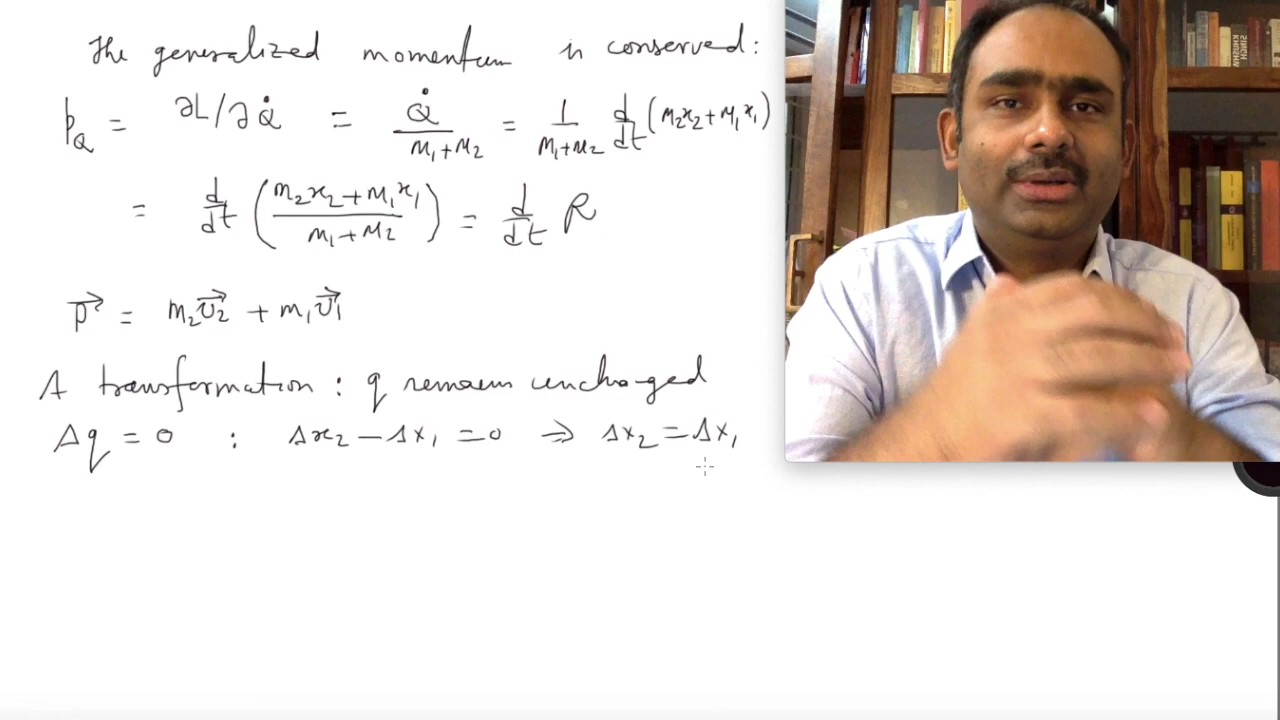 The generalized momentum is conserved:
p_Q = ∂L/∂Q̇ = Q̇/(m₁+m₂) = 1/(m₁+m₂) d/dt (m₂x₂+m₁x₁)
= d/dt ((m₂x₂+m₁x₁)/(m₁+m₂)) = d/dt R
p⃗ = m₂v⃗₂ + m₁v⃗₁
A transformation : q remains unchanged
Δq = 0 : Δx₂ – Δx₁ = 0 ⇒ Δx₂ = Δx₁